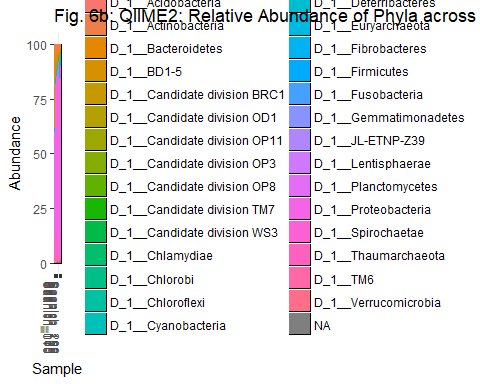 Fig. 6b: QIIME2: Relative Abundance of Phyla across
D_1__Acidobacteria
D_1__Actinobacteria
D_1__Bacteroidetes
D_1__BD1-5
D_1__Candidate division BRC1
D_1__Candidate division OD1
D_1__Candidate division OP11
D_1__Candidate division OP3
D_1__Candidate division OP8
D_1__Candidate division TM7
D_1__Candidate division WS3
D_1__Chlamydiae
D_1__Chlorobi
D_1__Chloroflexi
D_1__Cyanobacteria
D_1__Deferribacteres
D_1__Euryarchaeota
D_1__Fibrobacteres
D_1__Firmicutes
D_1__Fusobacteria
D_1__Gemmatimonadetes
D_1__JL-ETNP-Z39
D_1__Lentisphaerae
D_1__Planctomycetes
D_1__Proteobacteria
D_1__Spirochaetae
D_1__Thaumarchaeota
D_1__TM6
D_1__Verrucomicrobia
NA
Abundance
100
75
50
25
0
Sample